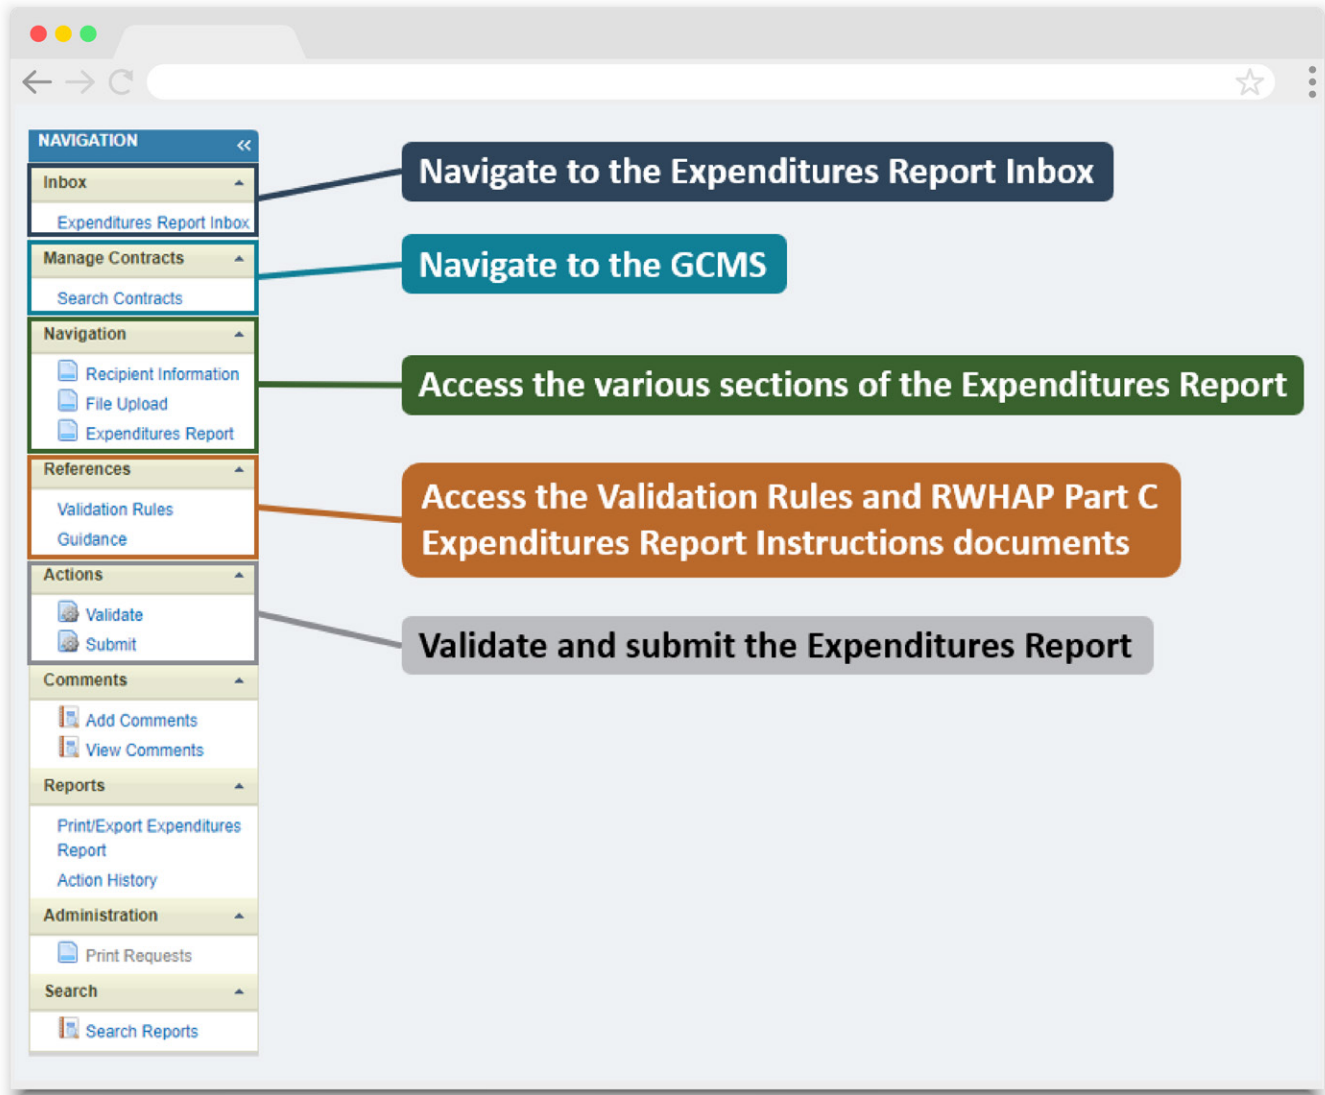 NAVIGATION
Inbox
Expenditures Report Inbox
Manage Contracts
Search Contracts
Navigation
Recipient Information
File Upload
Expenditures Report
References
Validation Rules
Guidance
Actions
Validate
Submit
Comments
Add Comments
View Comments
Reports
Print/Export Expenditures
Report
Action History
Administration
Print Requests
Search
Search Reports
Navigate to the Expenditures Report Inbox
Navigate to the GCMS
Access the various sections of the Expenditures Report
Access the Validation Rules and RWHAP Part C
Expenditures Report Instructions documents
Validate and submit the Expenditures Report